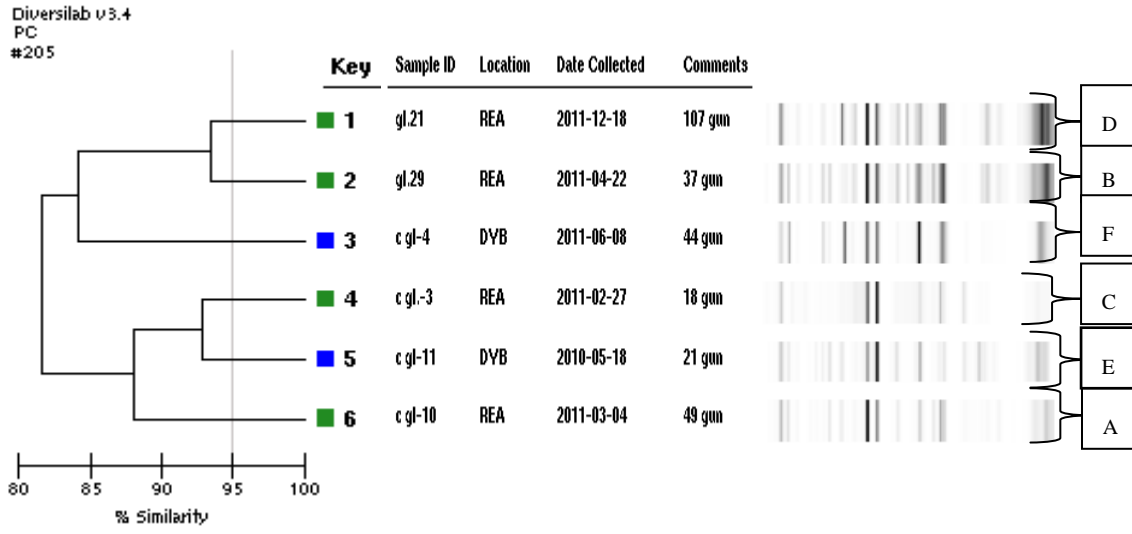 Diversilab v3.4
PC
#205
Key Sample ID Location Date Collected Comments
1 gl.21 REA 2011-12-18 107 gun D
2 gl.29 REA 2011-04-22 37 gun B
3 c gl-4 DYB 2011-06-08 44 gun F
4 c gl.-3 REA 2011-02-27 18 gun C
5 c gl-11 DYB 2010-05-18 21 gun E
6 c gl-10 REA 2011-03-04 49 gun A
80 85 90 95 100
% Similarity